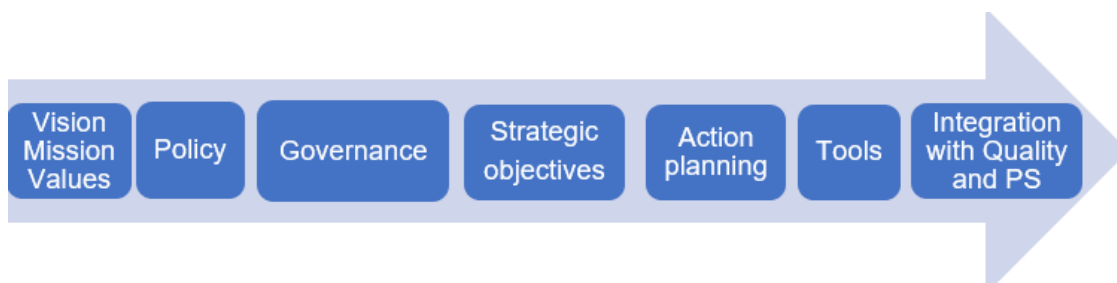 Vision
Mission
Values
Policy
Governance
Strategic
objectives
Action
planning
Tools
Integration
with Quality
and PS